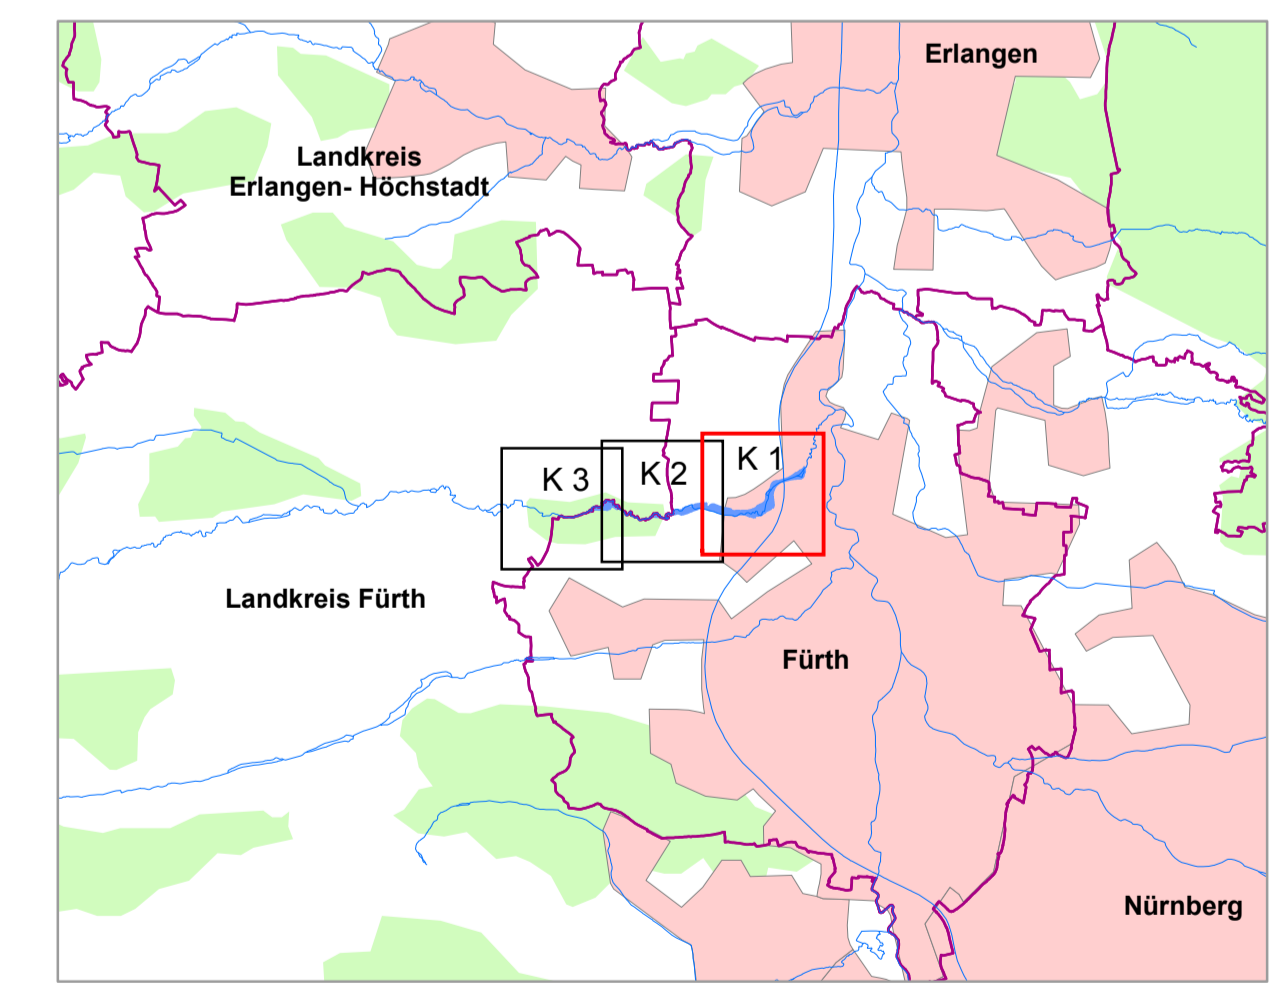 Erlangen
Landkreis
Erlangen- Höchstadt
K 1
K 2
K 3
Landkreis Fürth
Fürth
Nürnberg